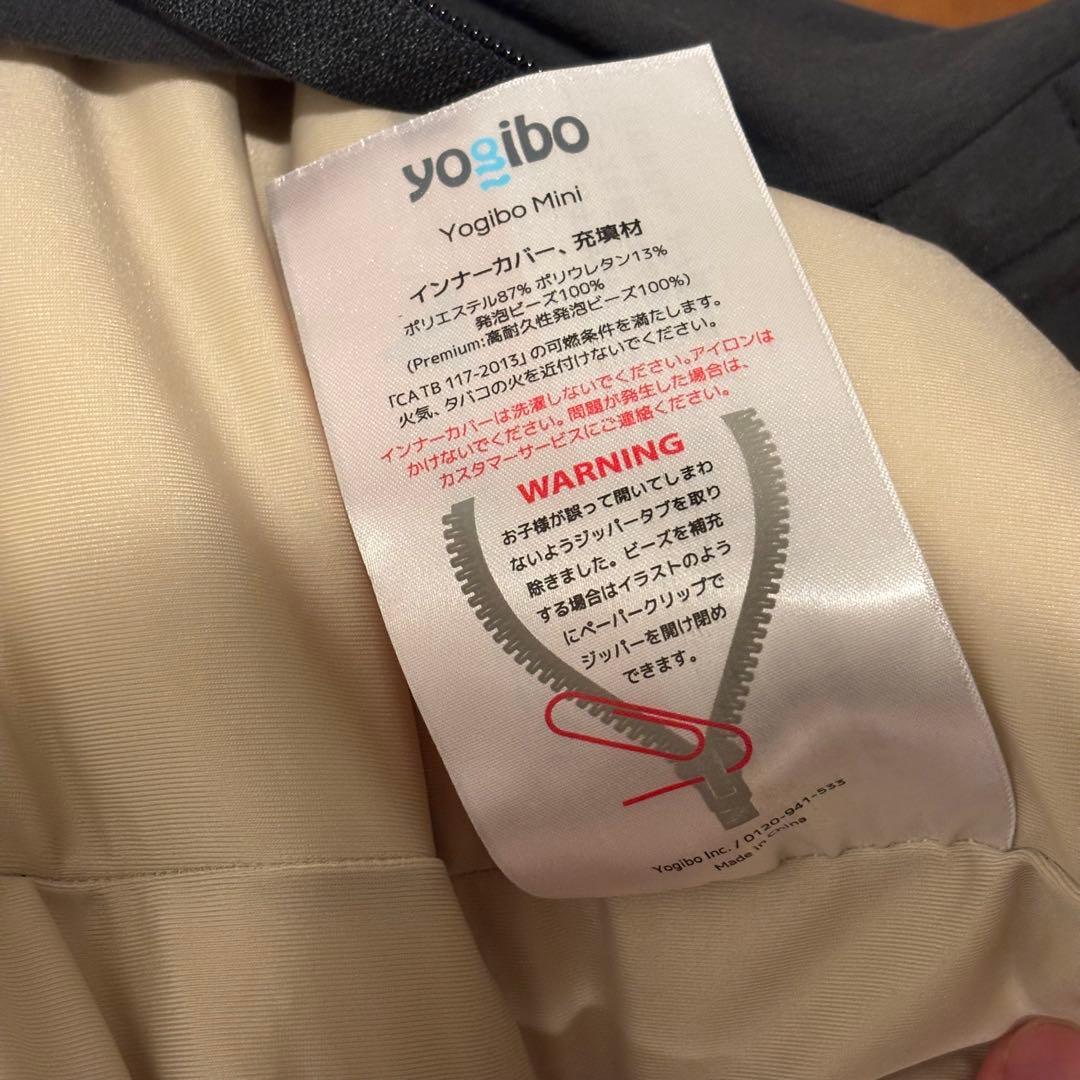 yogibo
Yogibo Mini
インナーカバー、充填材
ポリエステル87% ポリウレタン13%
発泡ビーズ100%
(Premium:高耐久性発泡ビーズ100%)
「CA TB 117-2013」の可燃条件を満たします。
火気、タバコの火を近付けないでください。
インナーカバーは洗濯しないでください。アイロンは
かけないでください。問題が発生した場合は、
カスタマーサービスにご連絡ください。
WARNING
お子様が誤って開いてしまわ
ないようジッパータブを取り
除きました。ビーズを補充
する場合はイラストのよう
にペーパークリップで
ジッパーを開け閉め
できます。
Yogibo Inc. / 0120-941-533
Made in China